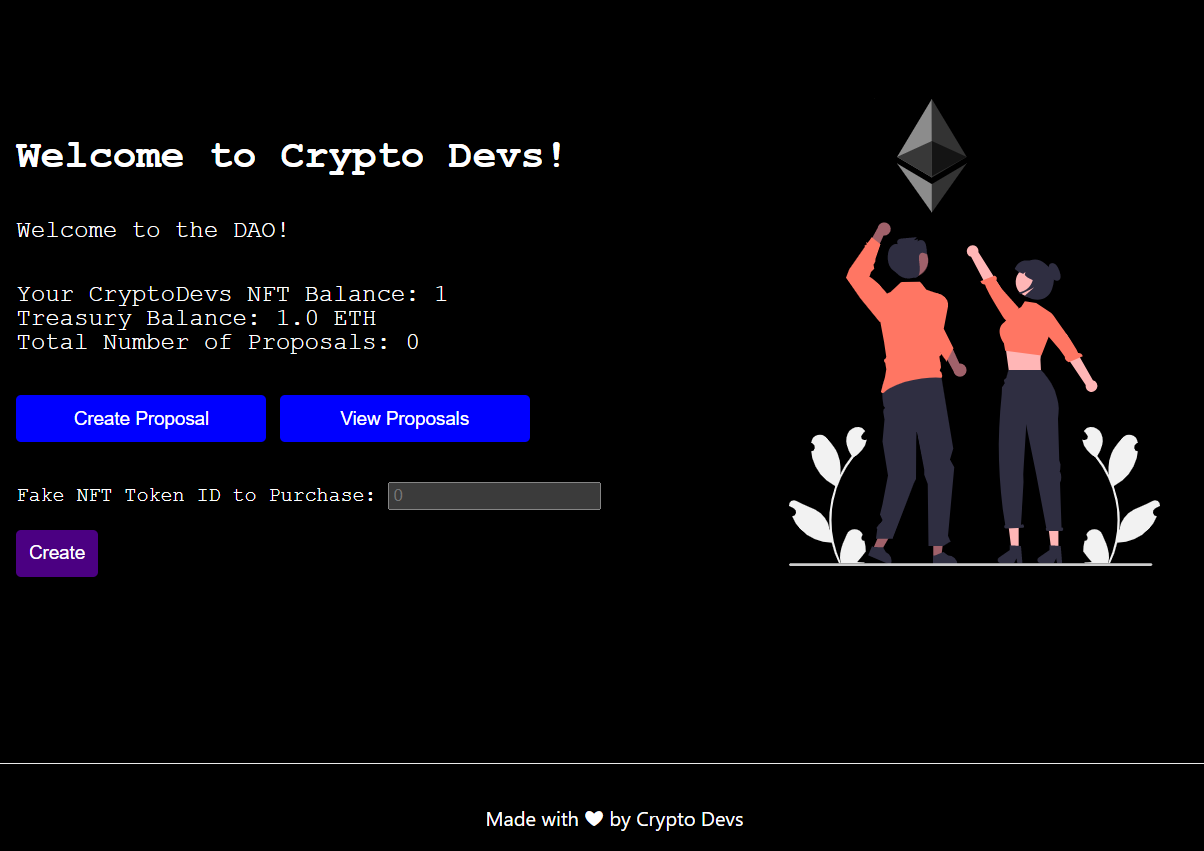 Welcome to Crypto Devs!
Welcome to the DAO!
Your CryptoDevs NFT Balance: 1
Treasury Balance: 1.0 ETH
Total Number of Proposals: 0
Create Proposal
View Proposals
Fake NFT Token ID to Purchase: 0
Create
Made with ♥ by Crypto Devs